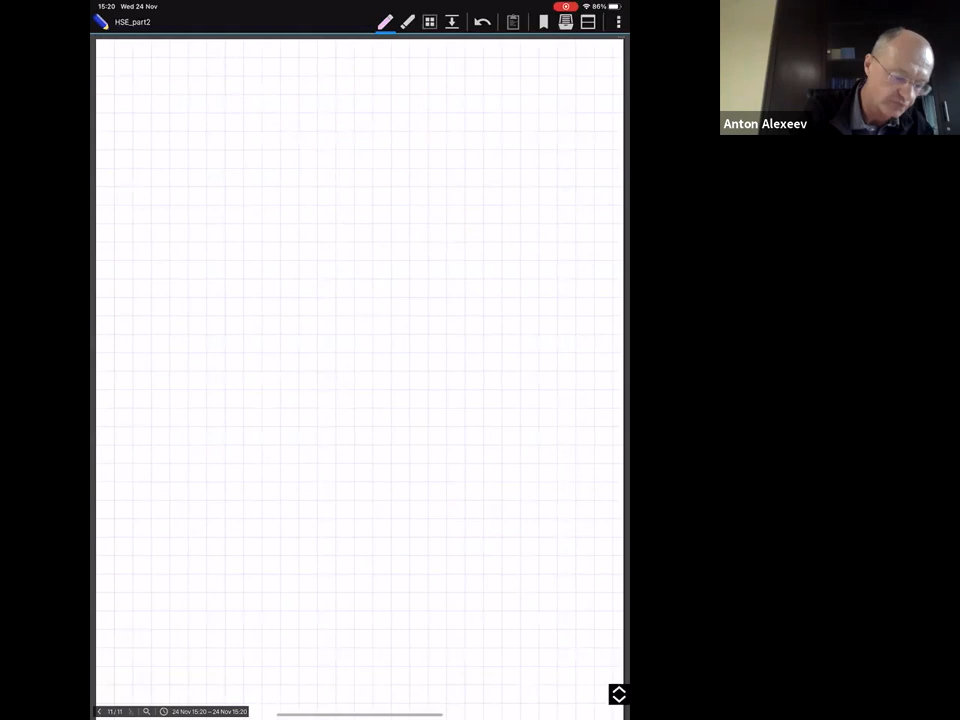 15:20 Wed 24 Nov
86%
HSE_part2
Anton Alexeev
11/11
24 Nov 15:20 – 24 Nov 15:20